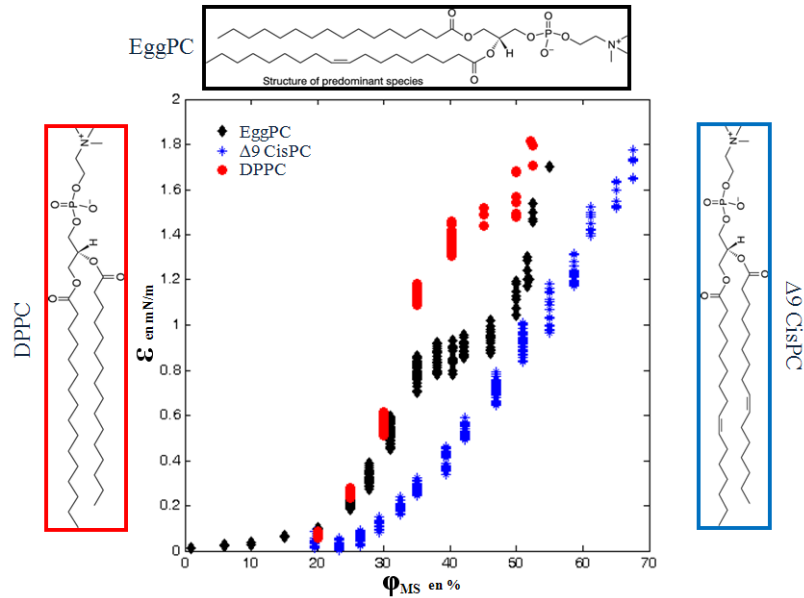 EggPC
O
O
H
O
O
O
P
O
O⁻
O
N⁺
Structure of predominant species
DPPC
N⁺
O
O
P
O⁻
O
H
O
O
O
O
ε en mN/m
2
1.8
1.6
1.4
1.2
1
0.8
0.6
0.4
0.2
0
EggPC
Δ9 CisPC
DPPC
0 10 20 30 40 50 60 70
φMS en %
N⁺
O
O
P
O⁻
O
H
O
O
O
O
Δ9 CisPC